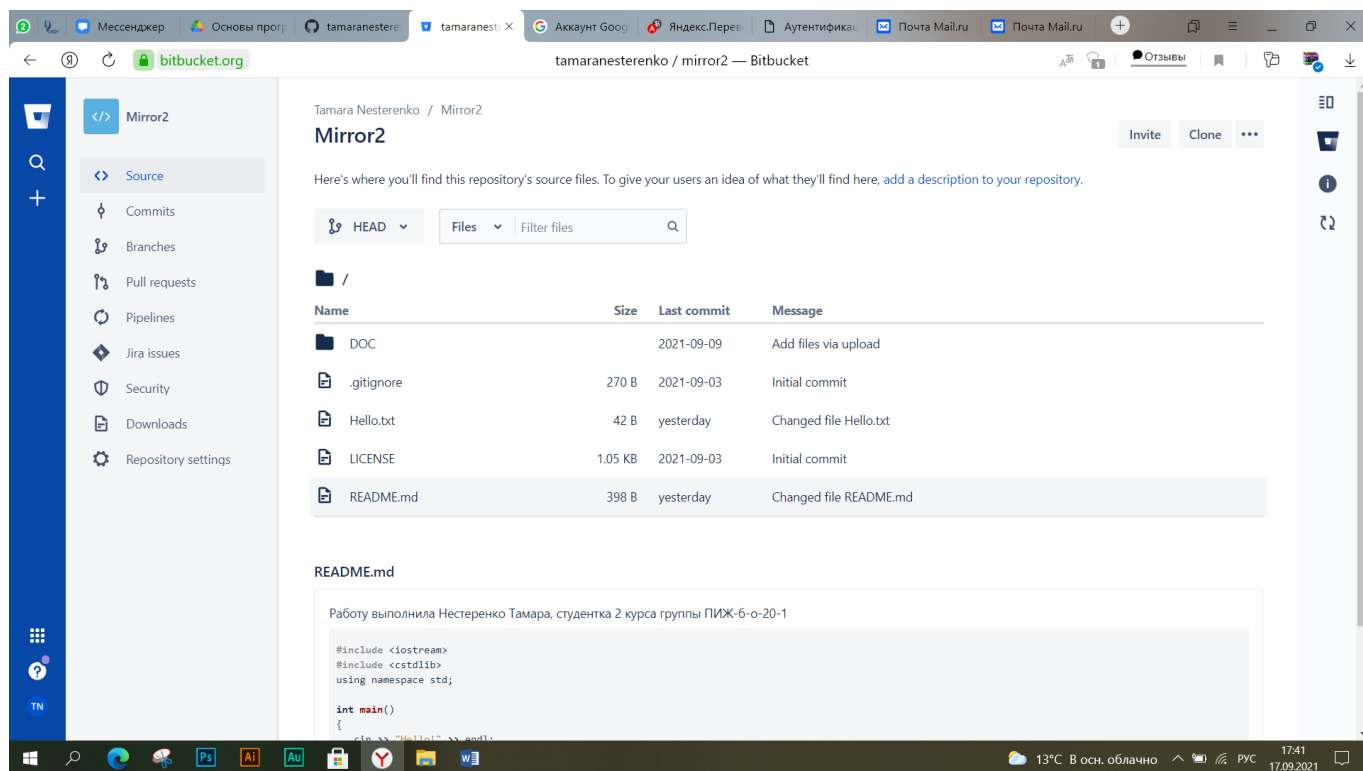 2 Мессенджер Основы прогр tamaranestere tamaranest Аккаунт Goog Яндекс.Перев Аутентификац Почта Mail.ru Почта Mail.ru
bitbucket.org tamaranesterenko / mirror2 — Bitbucket Отзывы
Mirror2
Source
Commits
Branches
Pull requests
Pipelines
Jira issues
Security
Downloads
Repository settings
TN
Tamara Nesterenko / Mirror2
Mirror2
Invite Clone
Here's where you'll find this repository's source files. To give your users an idea of what they'll find here, add a description to your repository.
HEAD Files Filter files
/
Name Size Last commit Message
DOC 2021-09-09 Add files via upload
.gitignore 270 B 2021-09-03 Initial commit
Hello.txt 42 B yesterday Changed file Hello.txt
LICENSE 1.05 KB 2021-09-03 Initial commit
README.md 398 B yesterday Changed file README.md
README.md
Работу выполнила Нестеренко Тамара, студентка 2 курса группы ПИЖ-б-о-20-1
#include <iostream>
#include <cstdlib>
using namespace std;
int main()
{
cin >> "Hello!" >> endl;
Ps Ai Au Y W 13°C В осн. облачно РУС 17:41
17.09.2021